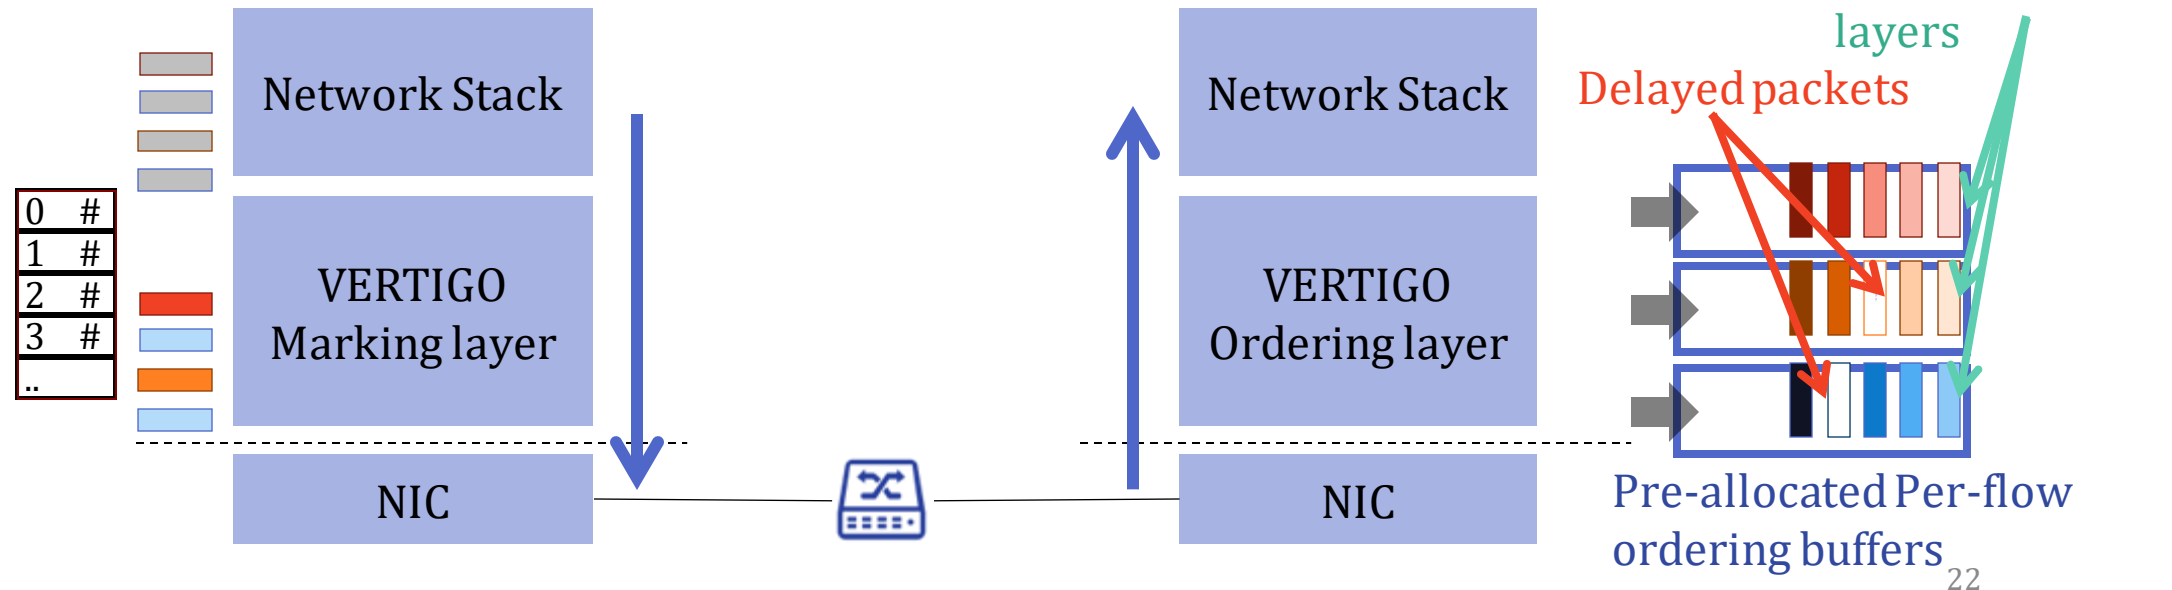 Network Stack
VERTIGO
Marking layer
NIC
0 #
1 #
2 #
3 #
..
Network Stack
VERTIGO
Ordering layer
NIC
layers
Delayed packets
Pre-allocated Per-flow
ordering buffers
22